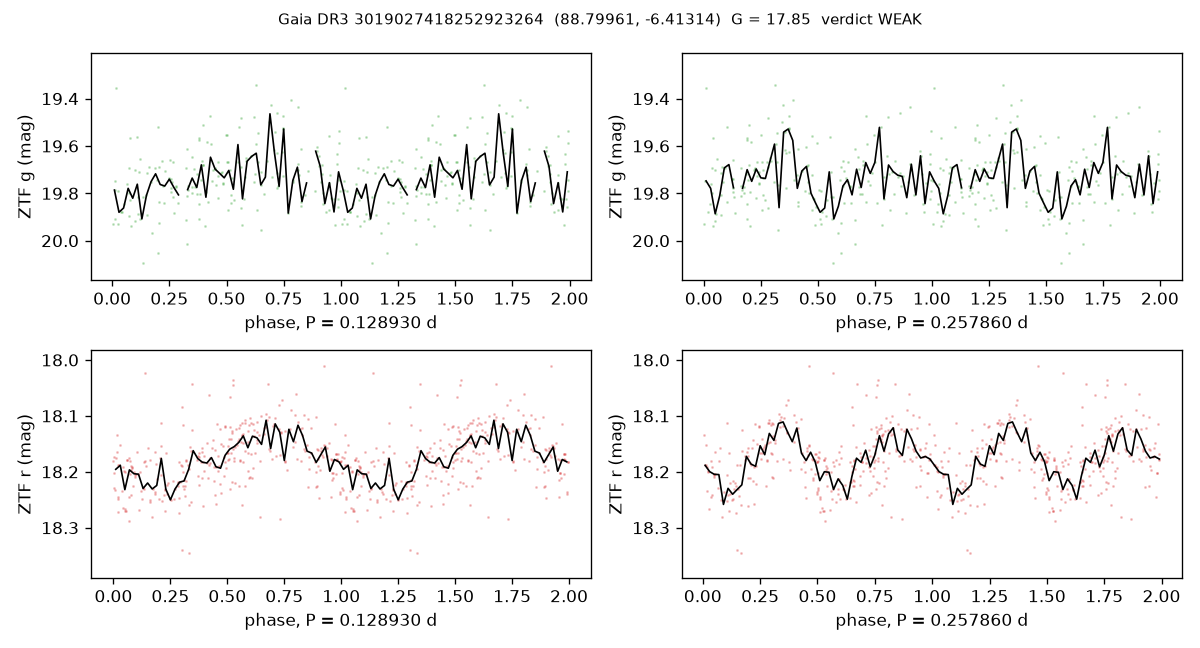 Gaia DR3 3019027418252923264  (88.79961, -6.41314)  G = 17.85  verdict WEAK
ZTF g (mag)
19.4
19.6
19.8
20.0
0.00 0.25 0.50 0.75 1.00 1.25 1.50 1.75 2.00
phase, P = 0.128930 d
ZTF g (mag)
19.4
19.6
19.8
20.0
0.00 0.25 0.50 0.75 1.00 1.25 1.50 1.75 2.00
phase, P = 0.257860 d
ZTF r (mag)
18.0
18.1
18.2
18.3
0.00 0.25 0.50 0.75 1.00 1.25 1.50 1.75 2.00
phase, P = 0.128930 d
ZTF r (mag)
18.0
18.1
18.2
18.3
0.00 0.25 0.50 0.75 1.00 1.25 1.50 1.75 2.00
phase, P = 0.257860 d